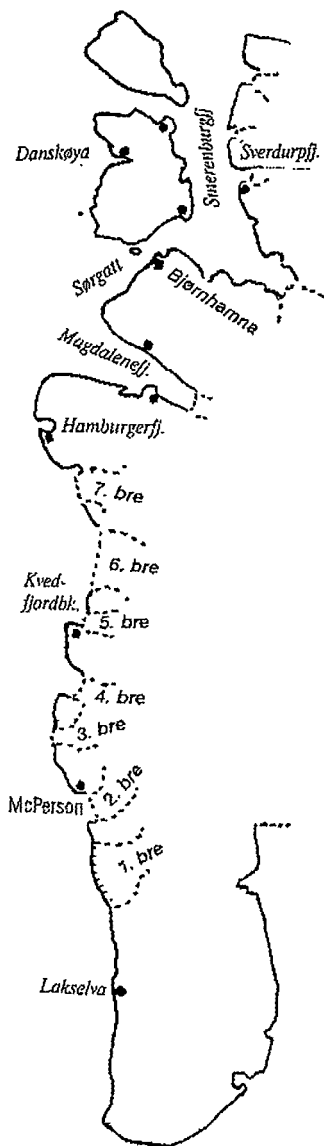 Danskøya
Smerenburgfj
Sverdurpfj.
Sørgatt
Bjørnhamna
Magdalenefj.
Hamburgerfj.
7. bre
6. bre
Kved-
fjordbk.
5. bre
4. bre
3. bre
McPerson
2. bre
1. bre
Lakselva